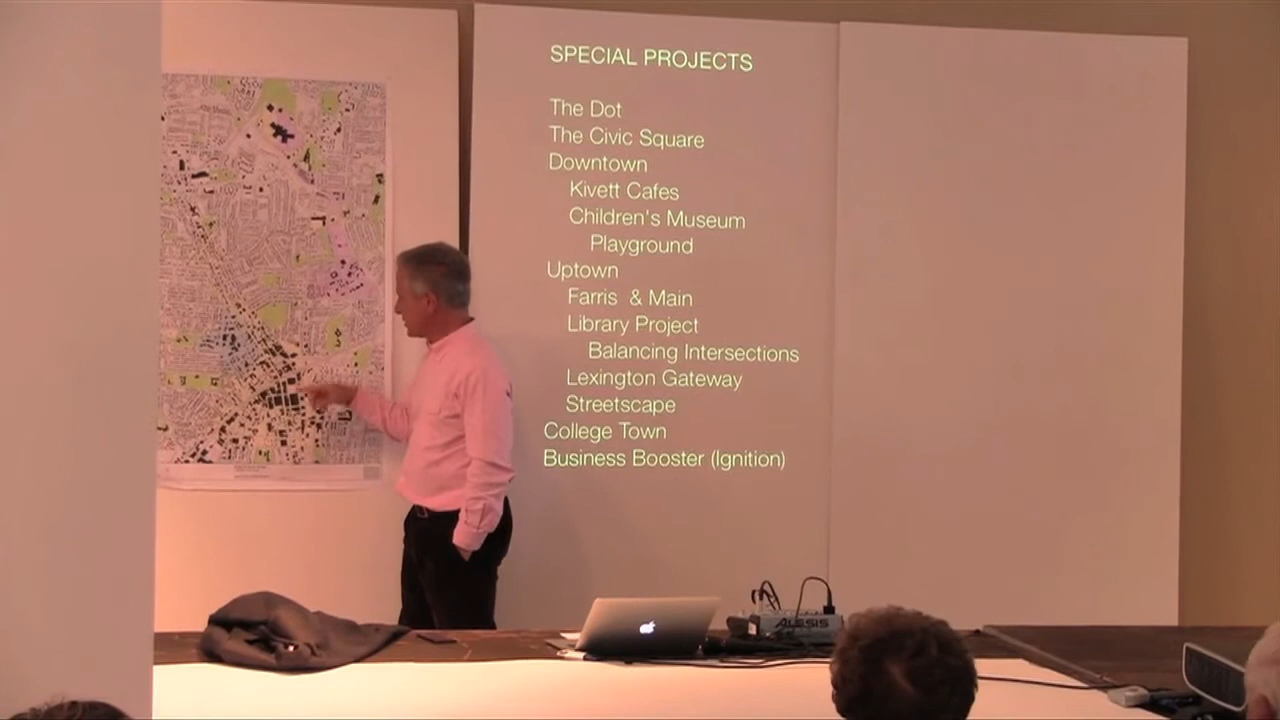 SPECIAL PROJECTS
The Dot
The Civic Square
Downtown
Kivett Cafes
Children's Museum
Playground
Uptown
Farris & Main
Library Project
Balancing Intersections
Lexington Gateway
Streetscape
College Town
Business Booster (Ignition)
ALESIS